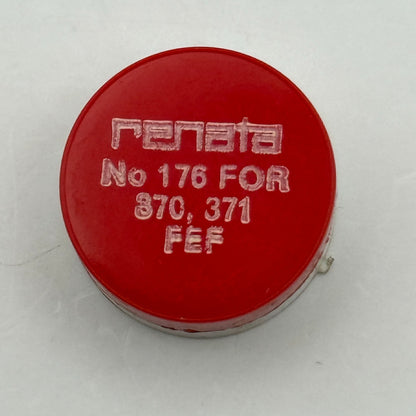 renata
No 176 FOR
370, 371
FEF